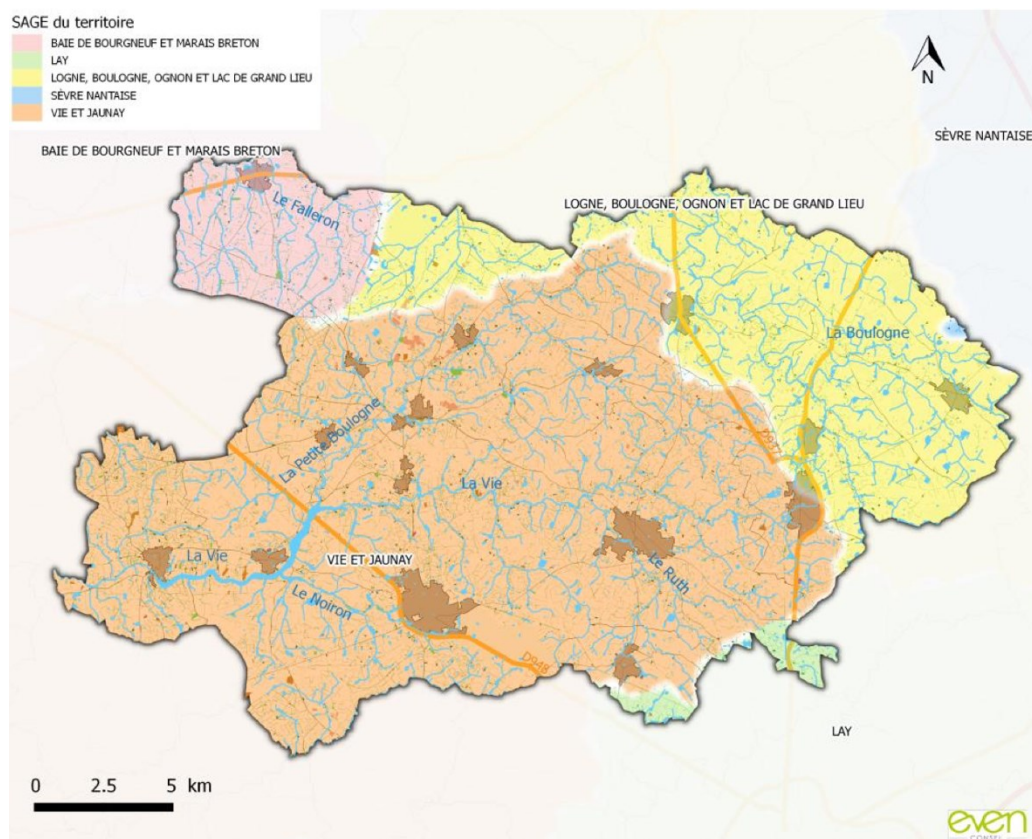 SAGE du territoire
BAIE DE BOURGNEUF ET MARAIS BRETON
LAY
LOGNE, BOULOGNE, OGNON ET LAC DE GRAND LIEU
SÈVRE NANTAISE
VIE ET JAUNAY
N
SÈVRE NANTAISE
BAIE DE BOURGNEUF ET MARAIS BRETON
Le Falleron
LOGNE, BOULOGNE, OGNON ET LAC DE GRAND LIEU
La Boulogne
La Petite Boulogne
D937
La Vie
La Vie
VIE ET JAUNAY
Le Ruth
Le Noiron
D948
LAY
0 2.5 5 km
even
CONSEIL